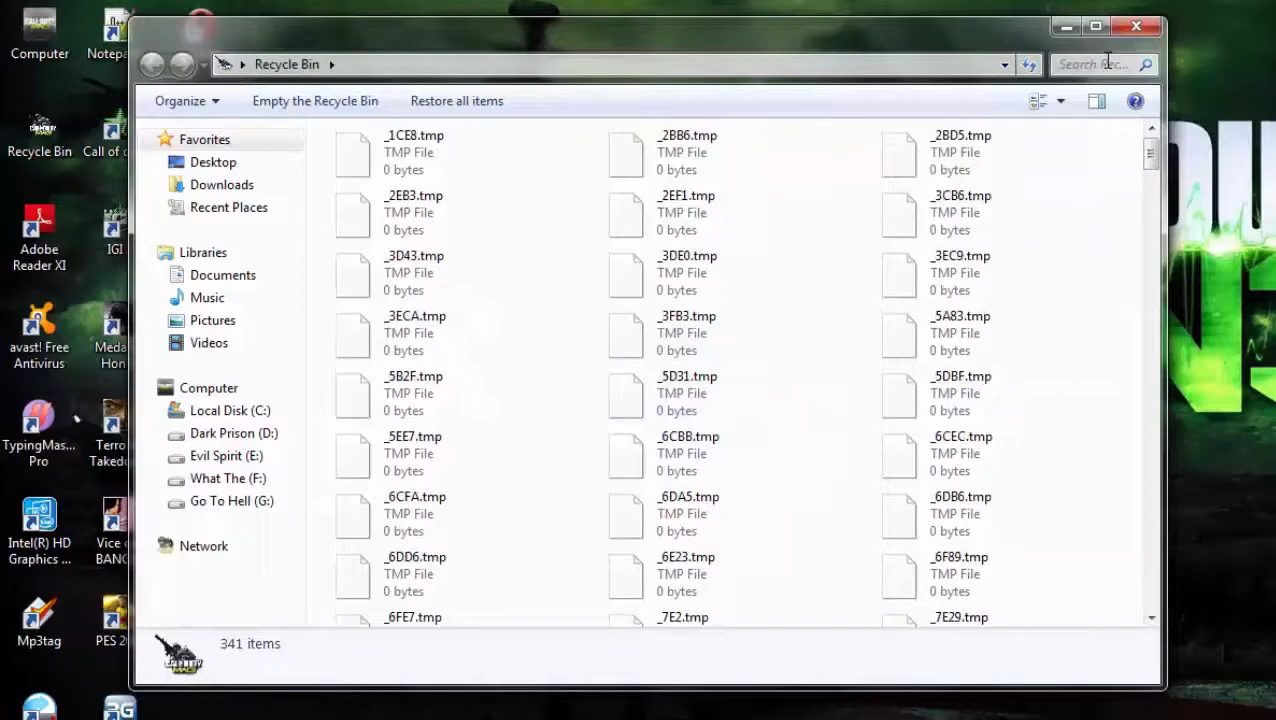 Computer
Notep
Recycle Bin
Call of
Adobe
Reader XI
IGI
avast! Free
Antivirus
Meda
Hon
TypingMas...
Pro
Terro
Takedo
Intel(R) HD
Graphics ...
Vice
BANG
Mp3tag
PES 2
Recycle Bin
Search Rec...
Organize
Empty the Recycle Bin
Restore all items
Favorites
Desktop
Downloads
Recent Places
Libraries
Documents
Music
Pictures
Videos
Computer
Local Disk (C:)
Dark Prison (D:)
Evil Spirit (E:)
What The (F:)
Go To Hell (G:)
Network
_1CE8.tmp
TMP File
0 bytes
_2BB6.tmp
TMP File
0 bytes
_2BD5.tmp
TMP File
0 bytes
_2EB3.tmp
TMP File
0 bytes
_2EF1.tmp
TMP File
0 bytes
_3CB6.tmp
TMP File
0 bytes
_3D43.tmp
TMP File
0 bytes
_3DE0.tmp
TMP File
0 bytes
_3EC9.tmp
TMP File
0 bytes
_3ECA.tmp
TMP File
0 bytes
_3FB3.tmp
TMP File
0 bytes
_5A83.tmp
TMP File
0 bytes
_5B2F.tmp
TMP File
0 bytes
_5D31.tmp
TMP File
0 bytes
_5DBF.tmp
TMP File
0 bytes
_5EE7.tmp
TMP File
0 bytes
_6CBB.tmp
TMP File
0 bytes
_6CEC.tmp
TMP File
0 bytes
_6CFA.tmp
TMP File
0 bytes
_6DA5.tmp
TMP File
0 bytes
_6DB6.tmp
TMP File
0 bytes
_6DD6.tmp
TMP File
0 bytes
_6E23.tmp
TMP File
0 bytes
_6F89.tmp
TMP File
0 bytes
_6FE7.tmp
_7E2.tmp
_7E29.tmp
341 items